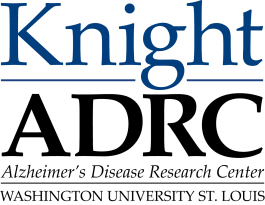 Knight
ADRC
Alzheimer's Disease Research Center
WASHINGTON UNIVERSITY ST. LOUIS